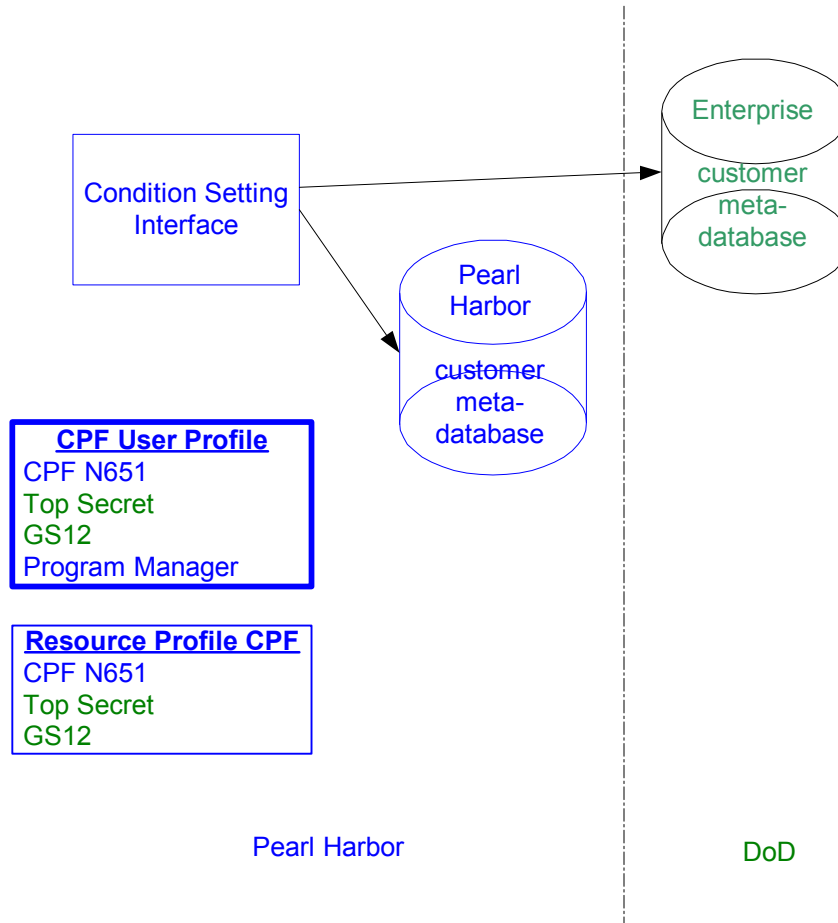 Enterprise
customer
meta-
database
Condition Setting
Interface
Pearl
Harbor
customer
meta-
database
CPF User Profile
CPF N651
Top Secret
GS12
Program Manager
Resource Profile CPF
CPF N651
Top Secret
GS12
Pearl Harbor
DoD